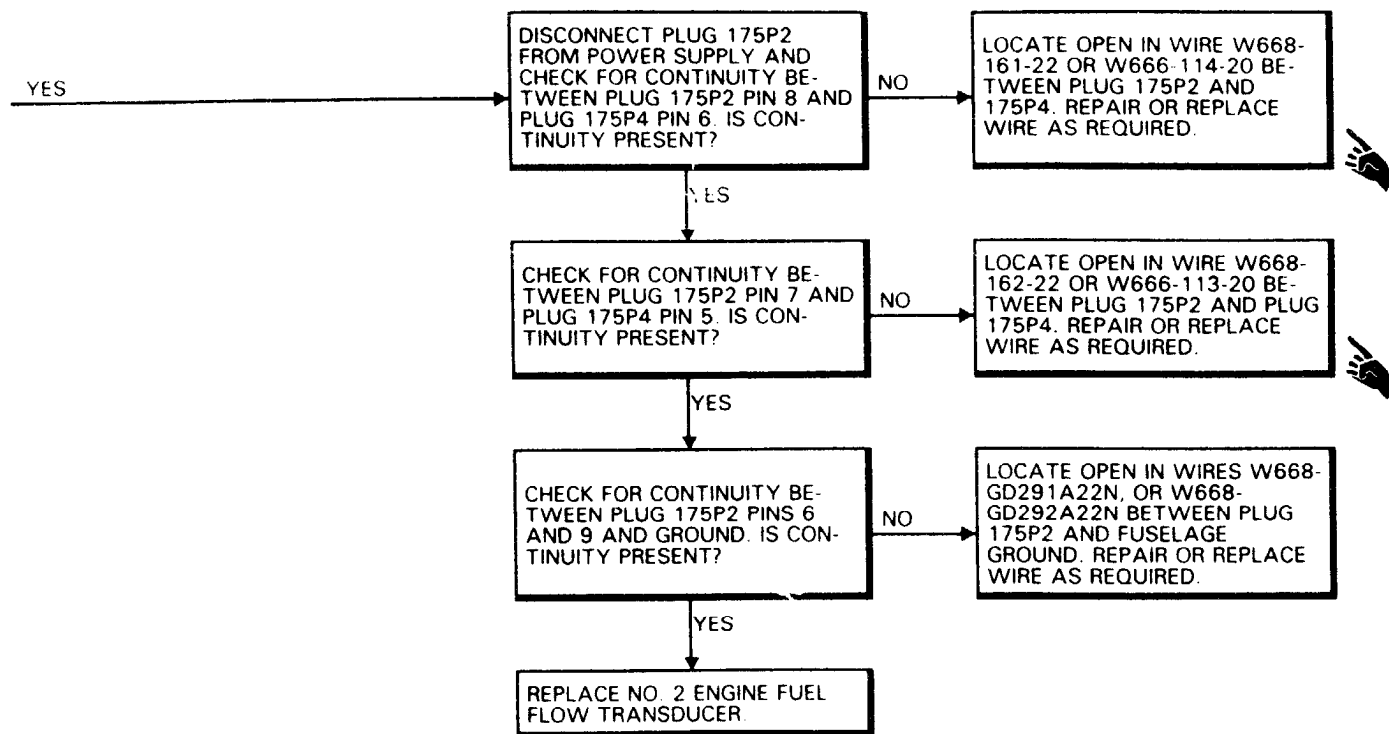 YES
DISCONNECT PLUG 175P2
FROM POWER SUPPLY AND
CHECK FOR CONTINUITY BE-
TWEEN PLUG 175P2 PIN 8 AND
PLUG 175P4 PIN 6. IS CON-
TINUITY PRESENT?
NO
LOCATE OPEN IN WIRE W668-
161-22 OR W666-114-20 BE-
TWEEN PLUG 175P2 AND
175P4. REPAIR OR REPLACE
WIRE AS REQUIRED.
YES
CHECK FOR CONTINUITY BE-
TWEEN PLUG 175P2 PIN 7 AND
PLUG 175P4 PIN 5. IS CON-
TINUITY PRESENT?
NO
LOCATE OPEN IN WIRE W668-
162-22 OR W666-113-20 BE-
TWEEN PLUG 175P2 AND PLUG
175P4. REPAIR OR REPLACE
WIRE AS REQUIRED.
YES
CHECK FOR CONTINUITY BE-
TWEEN PLUG 175P2 PINS 6
AND 9 AND GROUND. IS CON-
TINUITY PRESENT?
NO
LOCATE OPEN IN WIRES W668-
GD291A22N, OR W668-
GD292A22N BETWEEN PLUG
175P2 AND FUSELAGE
GROUND. REPAIR OR REPLACE
WIRE AS REQUIRED.
YES
REPLACE NO. 2 ENGINE FUEL
FLOW TRANSDUCER.